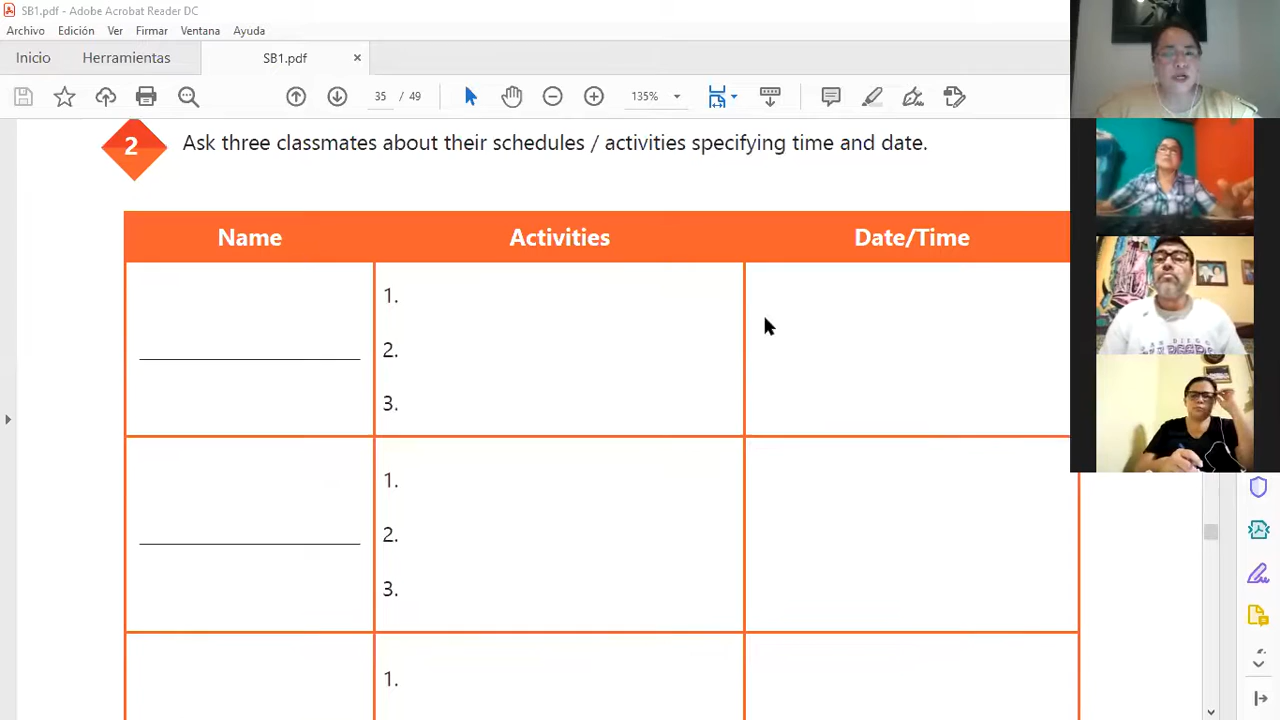 SB1.pdf - Adobe Acrobat Reader DC
Archivo Edición Ver Firmar Ventana Ayuda
Inicio Herramientas SB1.pdf ×
35 / 49 135%
2 Ask three classmates about their schedules / activities specifying time and date.
Name Activities Date/Time
1.
2.
3.
1.
2.
3.
1.